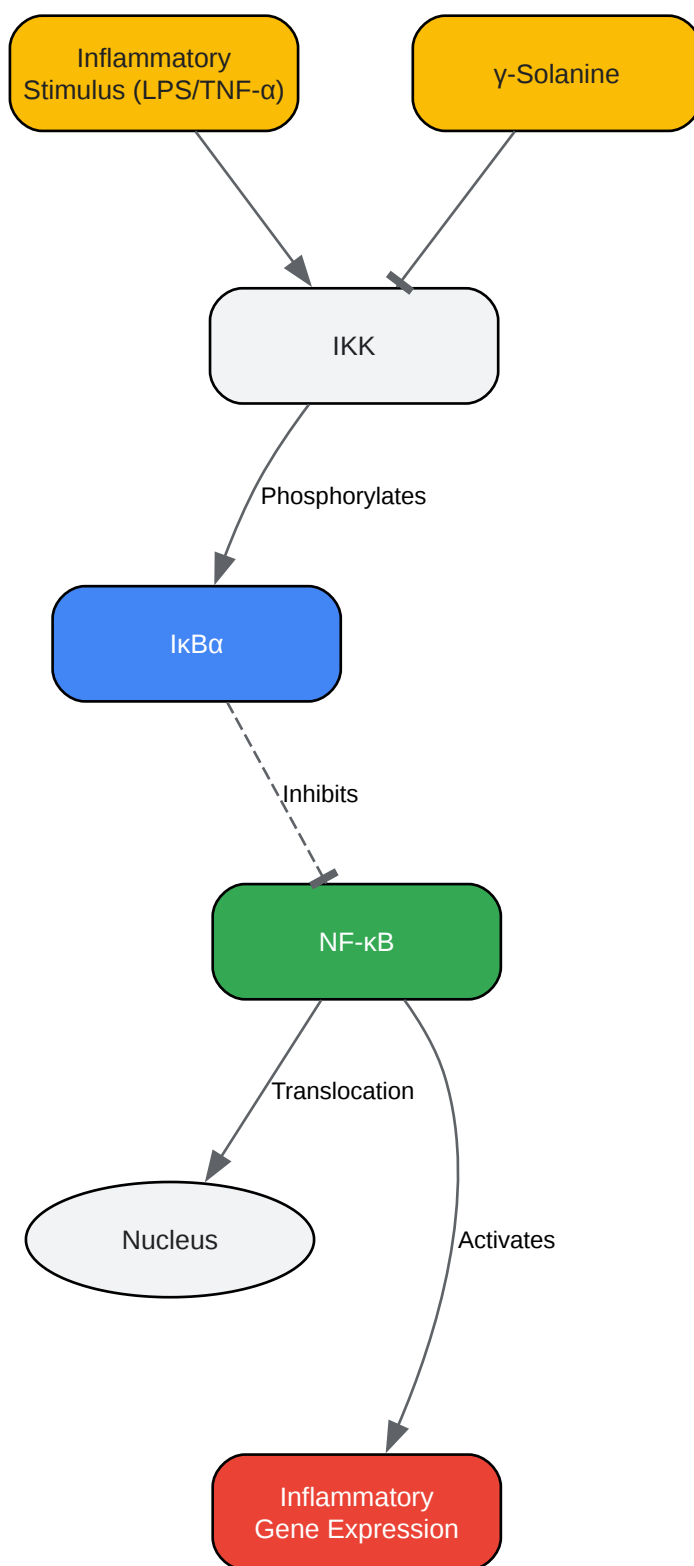 Inflammatory
Stimulus (LPS/TNF-α)
γ-Solanine
IKK
Phosphorylates
IκBα
Inhibits
NF-κB
Translocation
Nucleus
Activates
Inflammatory
Gene Expression